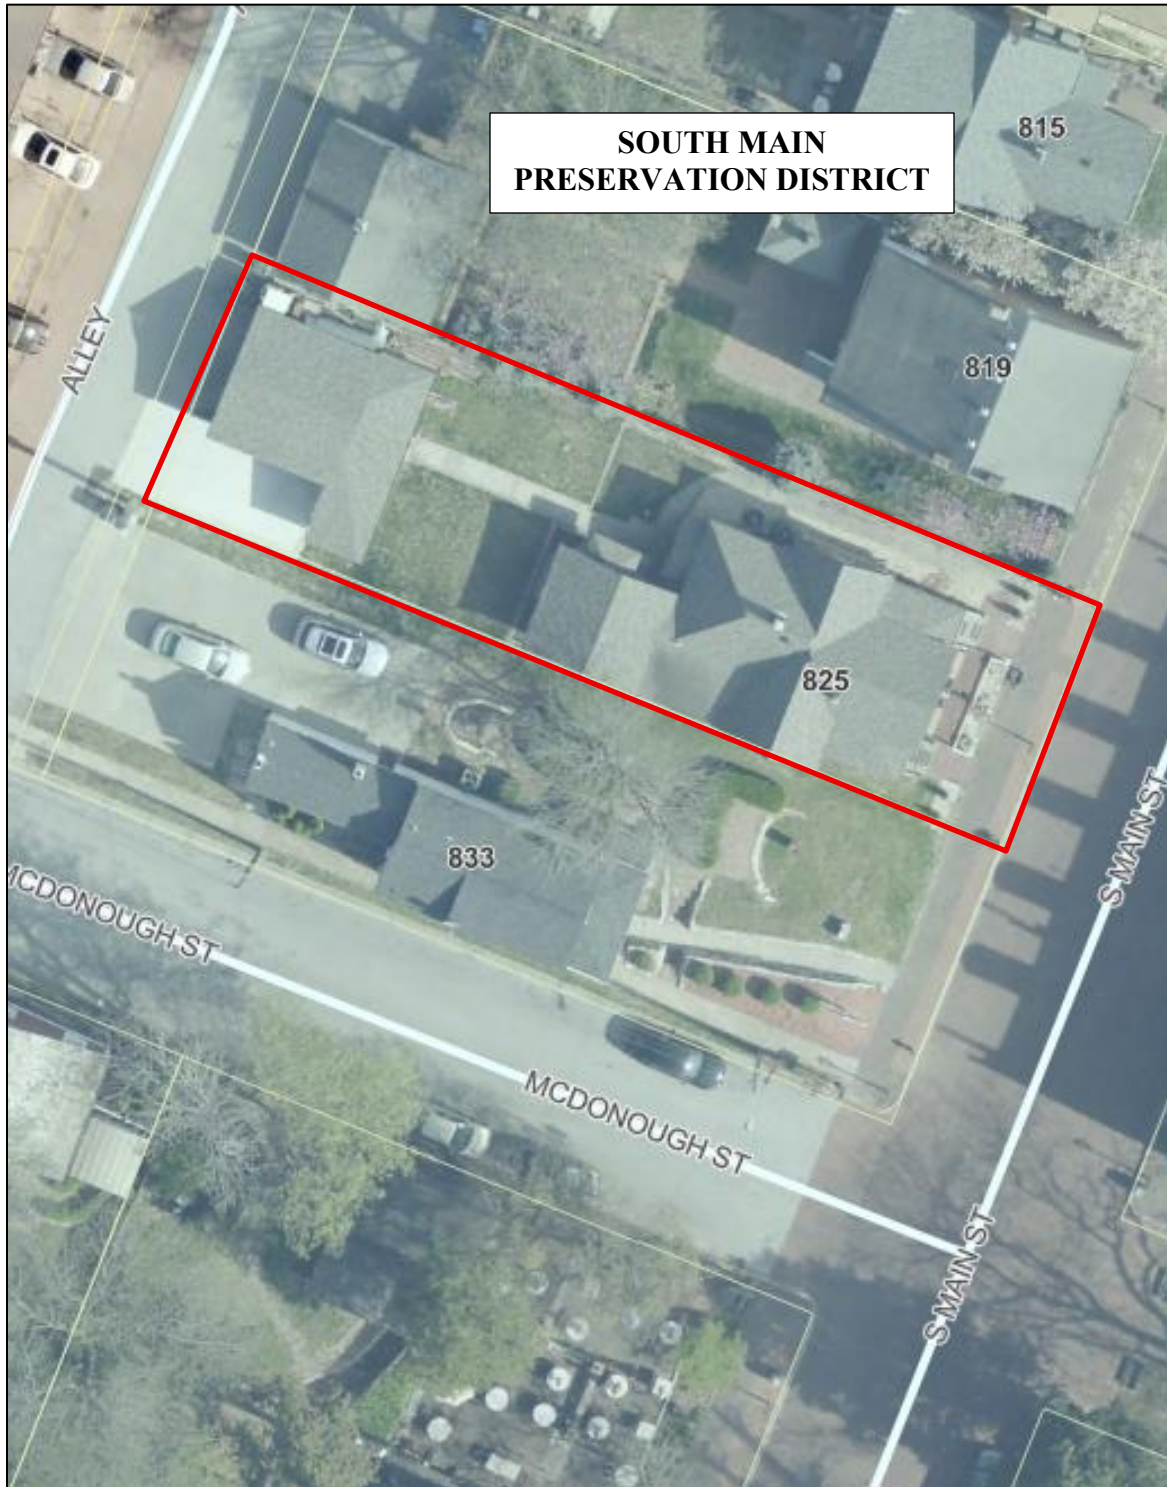 SOUTH MAIN
PRESERVATION DISTRICT
815
ALLEY
819
825
S MAIN ST
833
MCDONOUGH ST
MCDONOUGH ST
S MAIN ST